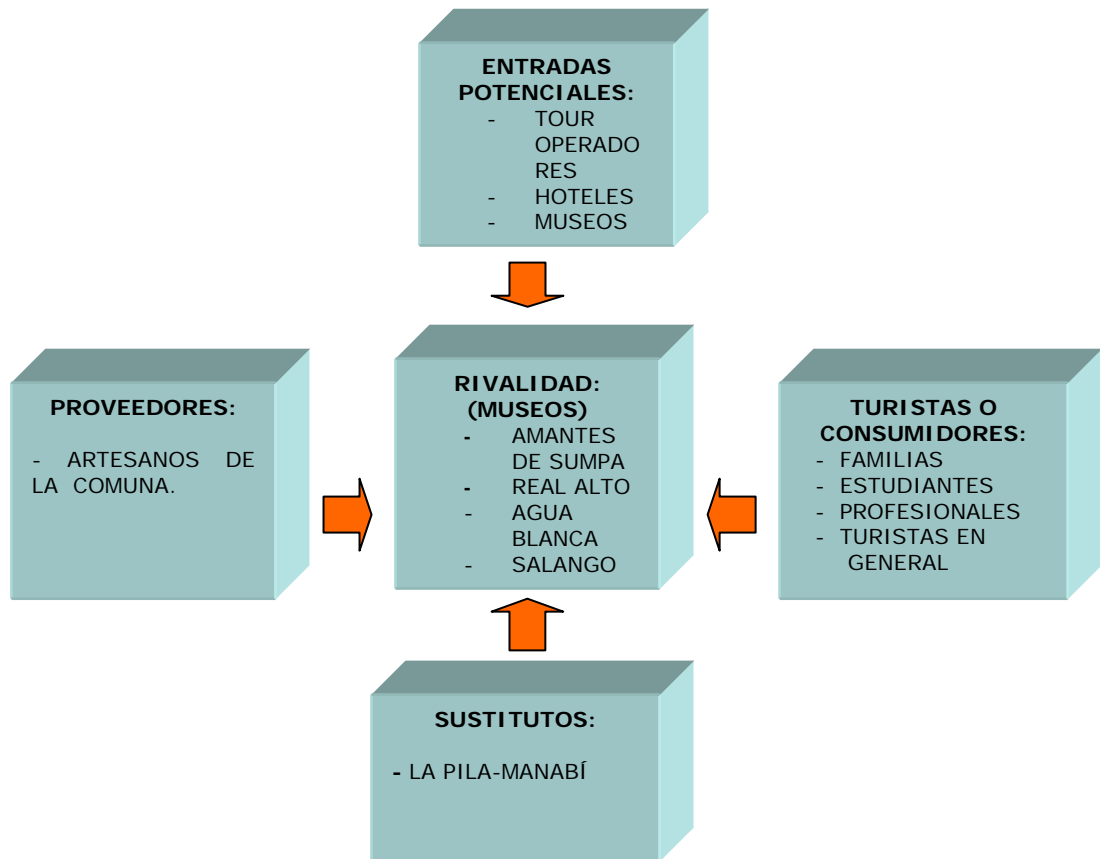 ENTRADAS
POTENCIALES:
- TOUR
OPERADO
RES
- HOTELES
- MUSEOS
PROVEEDORES:
- ARTESANOS DE
LA COMUNA.
RIVALIDAD:
(MUSEOS)
- AMANTES
DE SUMPA
- REAL ALTO
- AGUA
BLANCA
- SALANGO
TURISTAS O
CONSUMIDORES:
- FAMILIAS
- ESTUDIANTES
- PROFESIONALES
- TURISTAS EN
GENERAL
SUSTITUTOS:
- LA PILA-MANABÍ